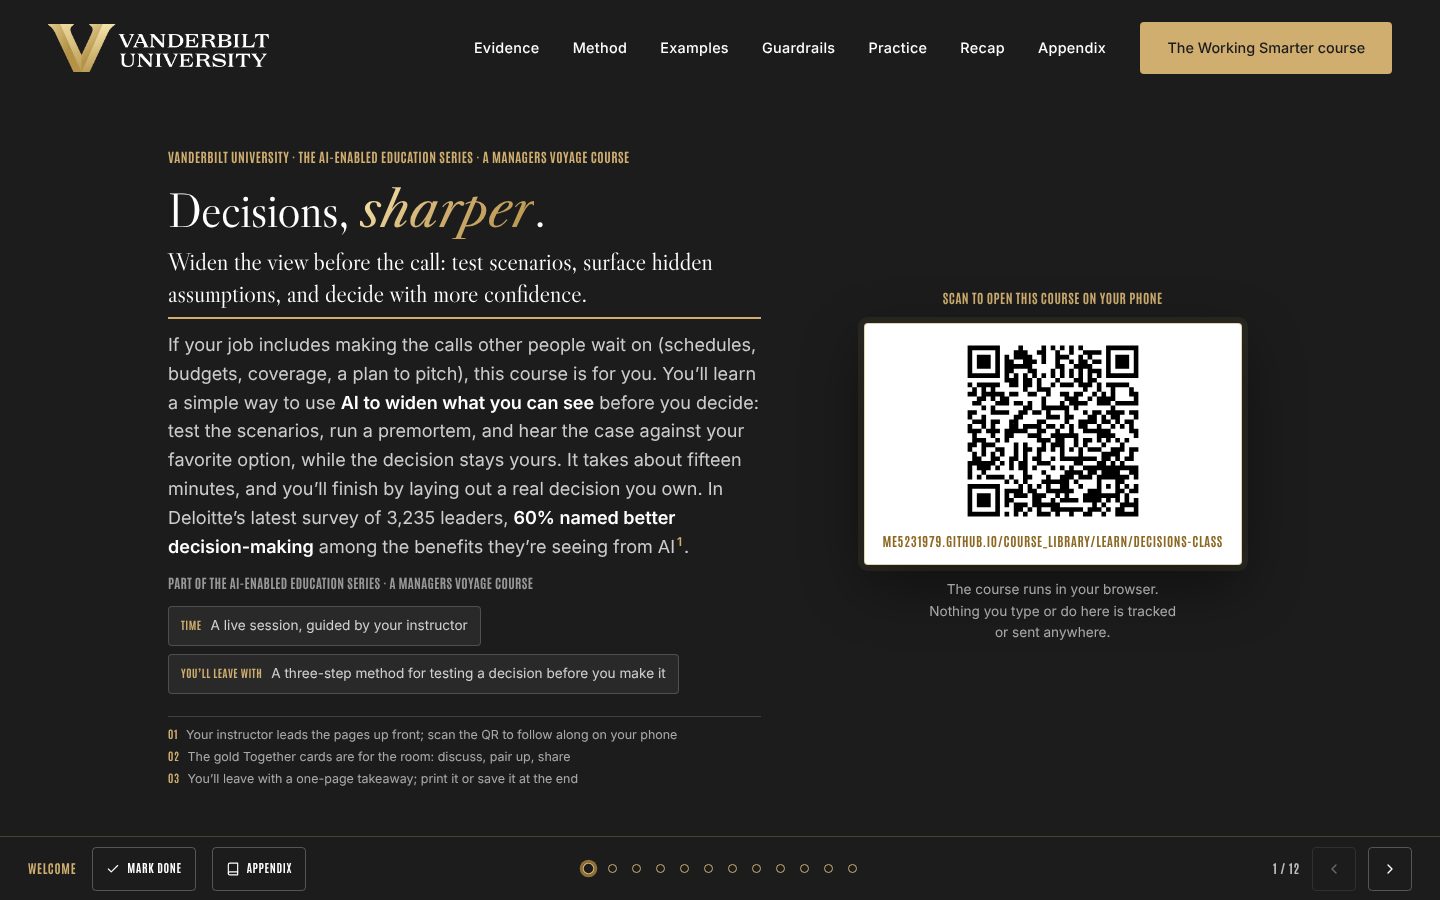 VANDERBILT
UNIVERSITY
Evidence
Method
Examples
Guardrails
Practice
Recap
Appendix
The Working Smarter course
VANDERBILT UNIVERSITY · THE AI-ENABLED EDUCATION SERIES · A MANAGERS VOYAGE COURSE
Decisions, sharper.
Widen the view before the call: test scenarios, surface hidden
assumptions, and decide with more confidence.
If your job includes making the calls other people wait on (schedules,
budgets, coverage, a plan to pitch), this course is for you. You’ll learn
a simple way to use AI to widen what you can see before you decide:
test the scenarios, run a premortem, and hear the case against your
favorite option, while the decision stays yours. It takes about fifteen
minutes, and you’ll finish by laying out a real decision you own. In
Deloitte’s latest survey of 3,235 leaders, 60% named better
decision-making among the benefits they’re seeing from AI1.
PART OF THE AI-ENABLED EDUCATION SERIES · A MANAGERS VOYAGE COURSE
TIME A live session, guided by your instructor
YOU’LL LEAVE WITH A three-step method for testing a decision before you make it
01 Your instructor leads the pages up front; scan the QR to follow along on your phone
02 The gold Together cards are for the room: discuss, pair up, share
03 You’ll leave with a one-page takeaway; print it or save it at the end
SCAN TO OPEN THIS COURSE ON YOUR PHONE
ME5231979.GITHUB.IO/COURSE_LIBRARY/LEARN/DECISIONS-CLASS
The course runs in your browser.
Nothing you type or do here is tracked
or sent anywhere.
WELCOME
MARK DONE
APPENDIX
1 / 12